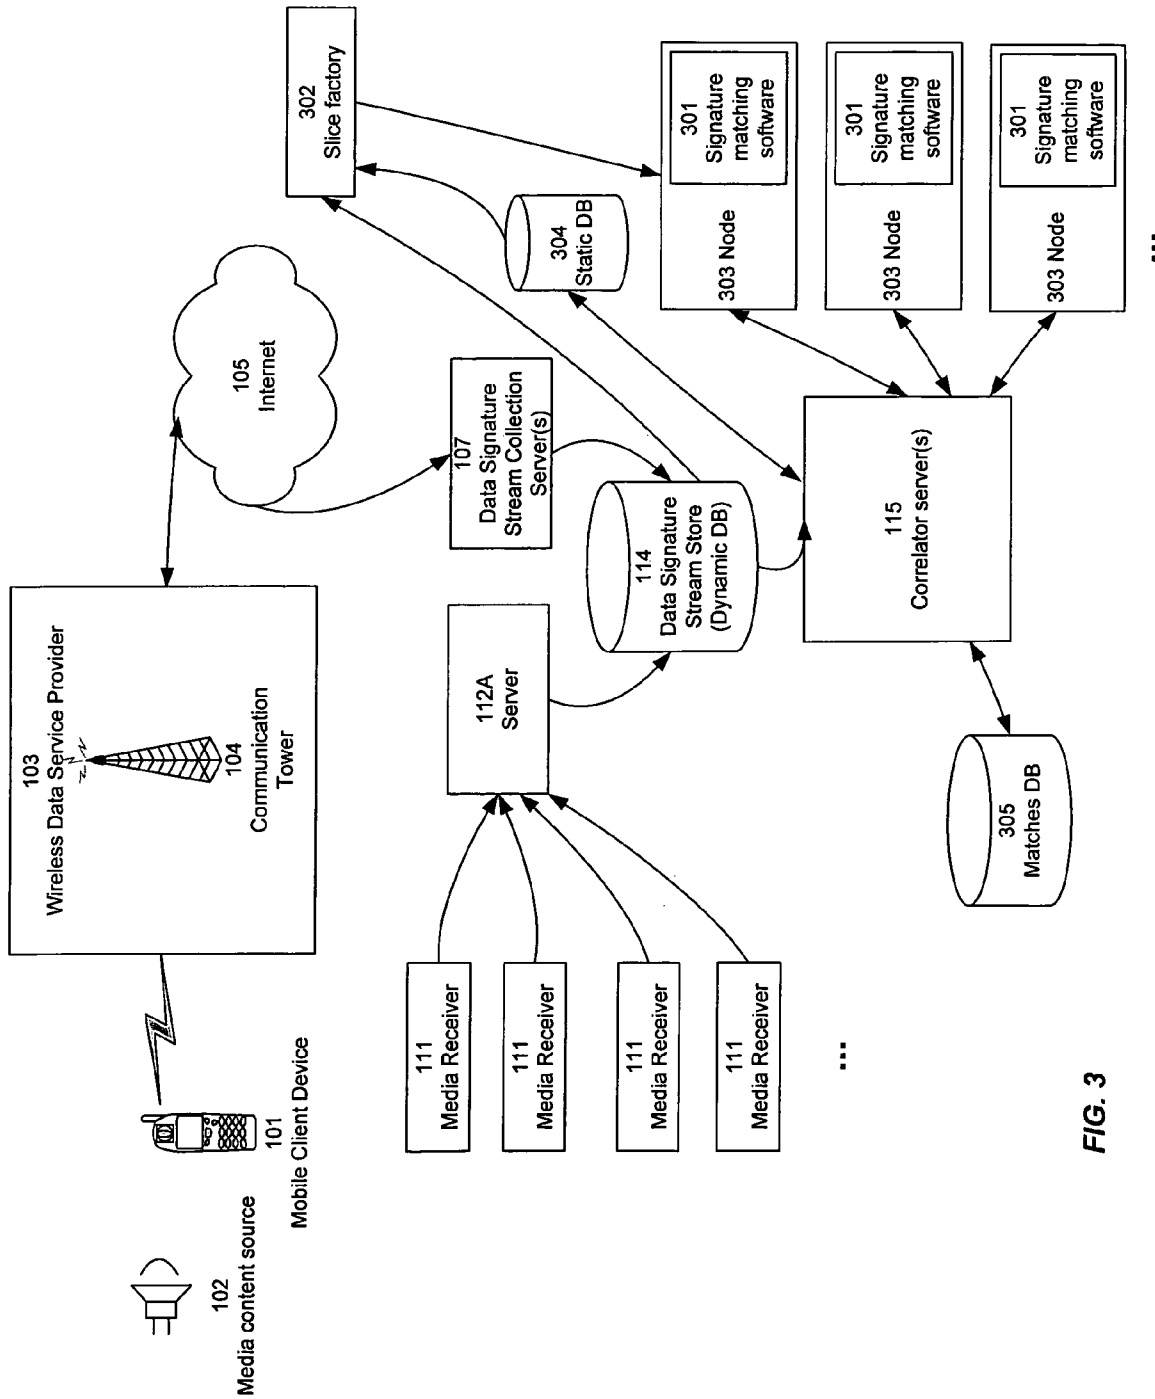 102
Media content source
101
Mobile Client Device
103
Wireless Data Service Provider
104
Communication
Tower
105
Internet
302
Slice factory
107
Data Signature
Stream Collection
Server(s)
304
Static DB
111
Media Receiver
111
Media Receiver
111
Media Receiver
111
Media Receiver
...
112A
Server
114
Data Signature
Stream Store
(Dynamic DB)
303 Node
301
Signature
matching
software
303 Node
301
Signature
matching
software
303 Node
301
Signature
matching
software
...
115
Correlator server(s)
305
Matches DB
FIG. 3